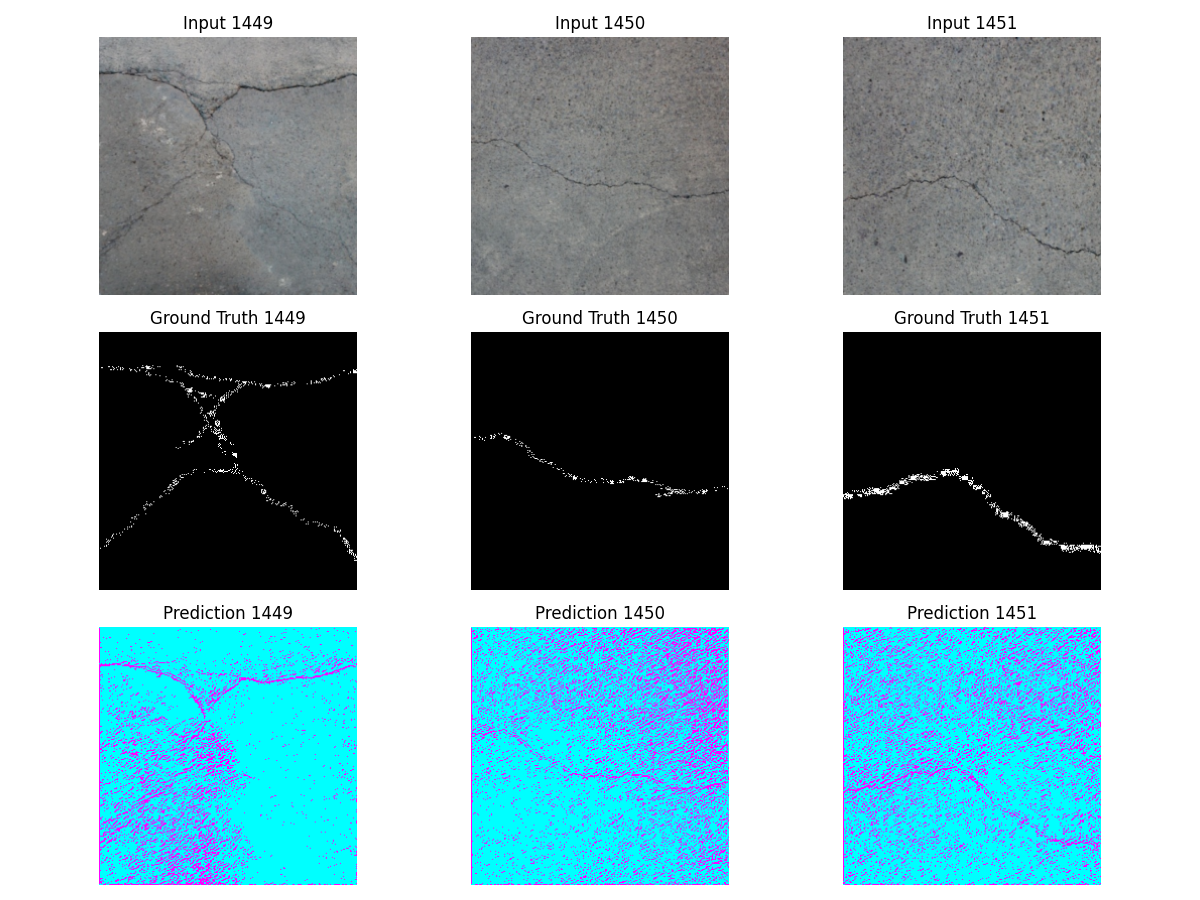 Input 1449
Input 1450
Input 1451
Ground Truth 1449
Ground Truth 1450
Ground Truth 1451
Prediction 1449
Prediction 1450
Prediction 1451